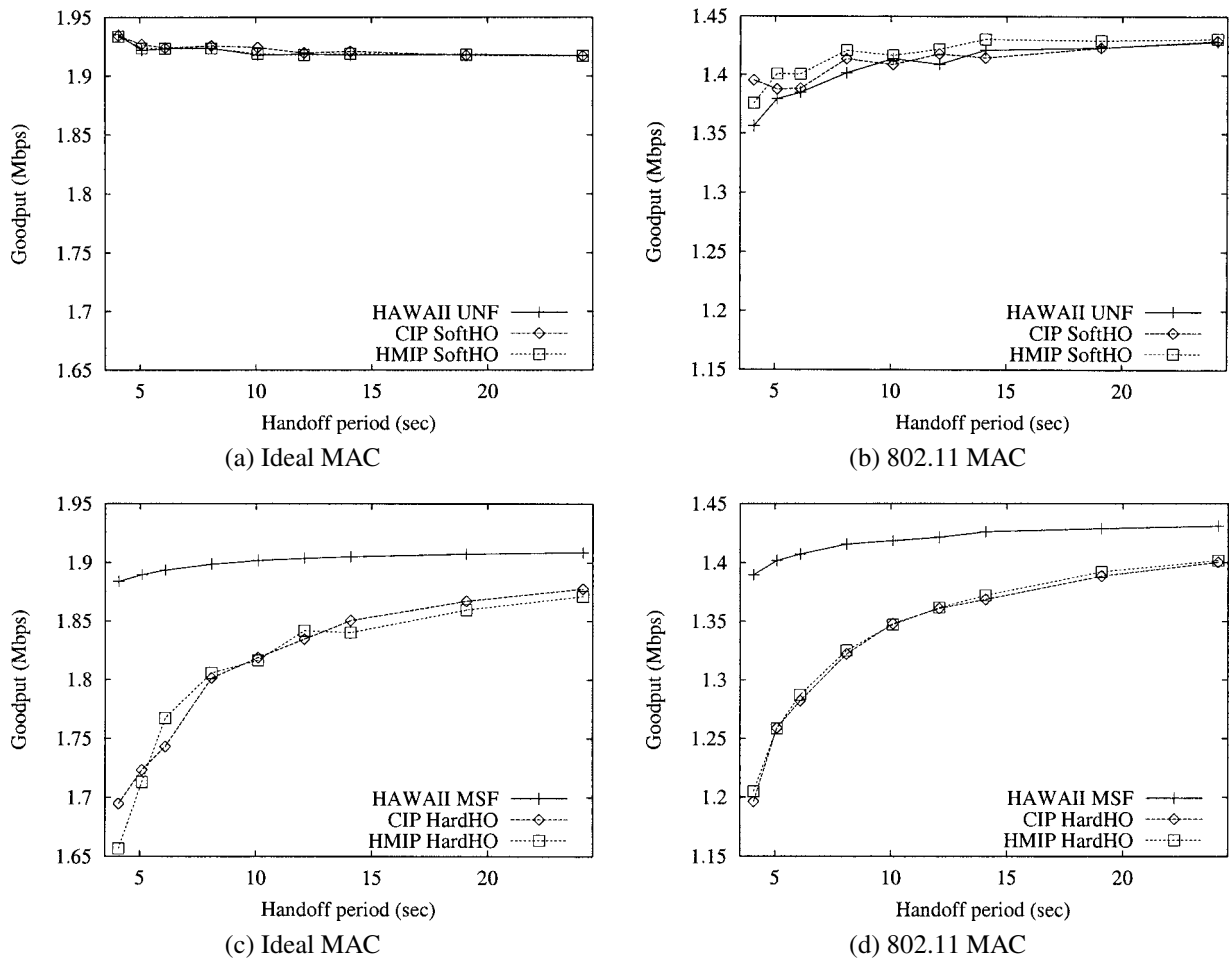 1.95
1.9
1.85
1.8
1.75
1.7
1.65
Goodput (Mbps)
HAWAII UNF
CIP SoftHO
HMIP SoftHO
5 10 15 20
Handoff period (sec)
(a) Ideal MAC
1.45
1.4
1.35
1.3
1.25
1.2
1.15
Goodput (Mbps)
HAWAII UNF
CIP SoftHO
HMIP SoftHO
5 10 15 20
Handoff period (sec)
(b) 802.11 MAC
1.95
1.9
1.85
1.8
1.75
1.7
1.65
Goodput (Mbps)
HAWAII MSF
CIP HardHO
HMIP HardHO
5 10 15 20
Handoff period (sec)
(c) Ideal MAC
1.45
1.4
1.35
1.3
1.25
1.2
1.15
Goodput (Mbps)
HAWAII MSF
CIP HardHO
HMIP HardHO
5 10 15 20
Handoff period (sec)
(d) 802.11 MAC